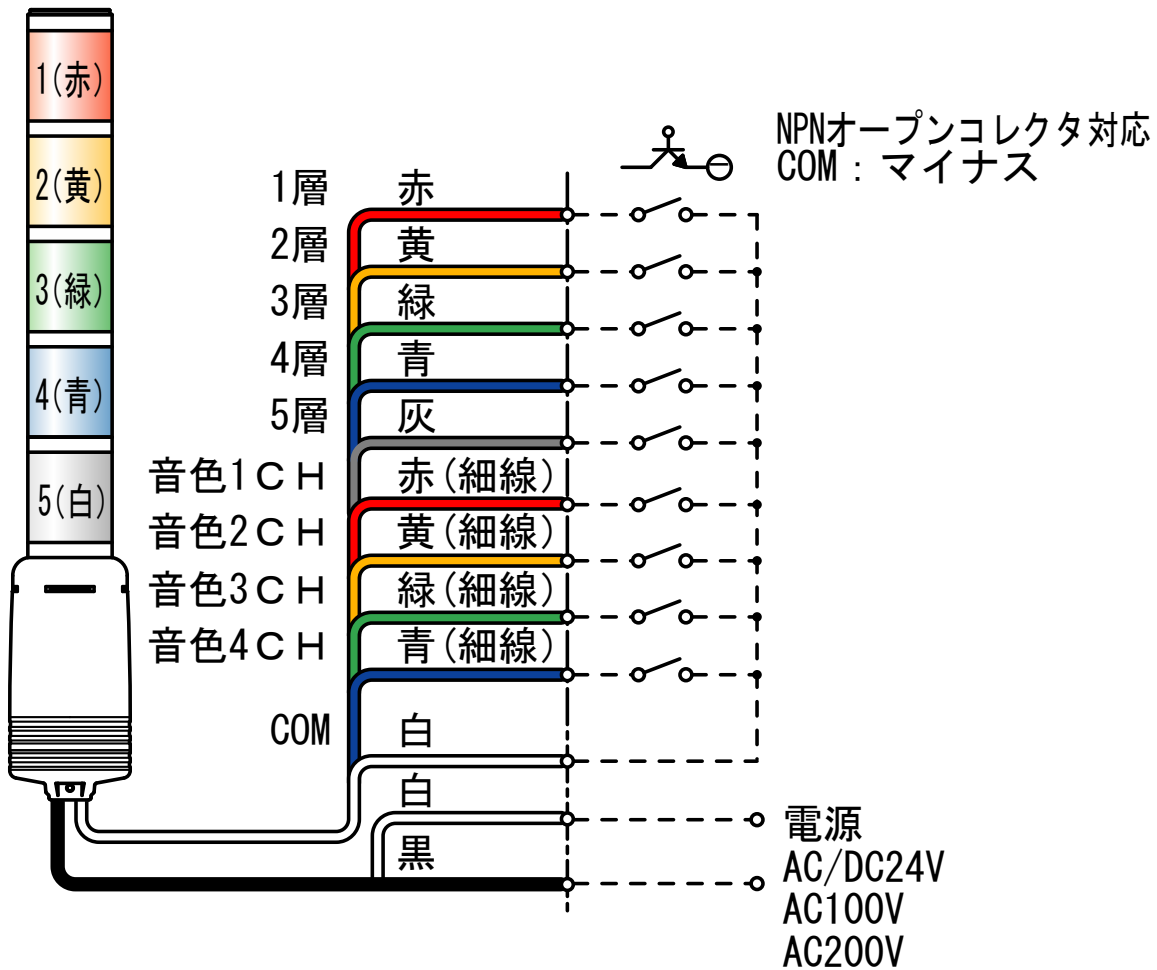 1(赤)
2(黄)
3(緑)
4(青)
5(白)
NPNオープンコレクタ対応
COM：マイナス
1層 赤
2層 黄
3層 緑
4層 青
5層 灰
音色1ＣＨ 赤(細線)
音色2ＣＨ 黄(細線)
音色3ＣＨ 緑(細線)
音色4ＣＨ 青(細線)
COM 白
白
黒
電源
AC/DC24V
AC100V
AC200V